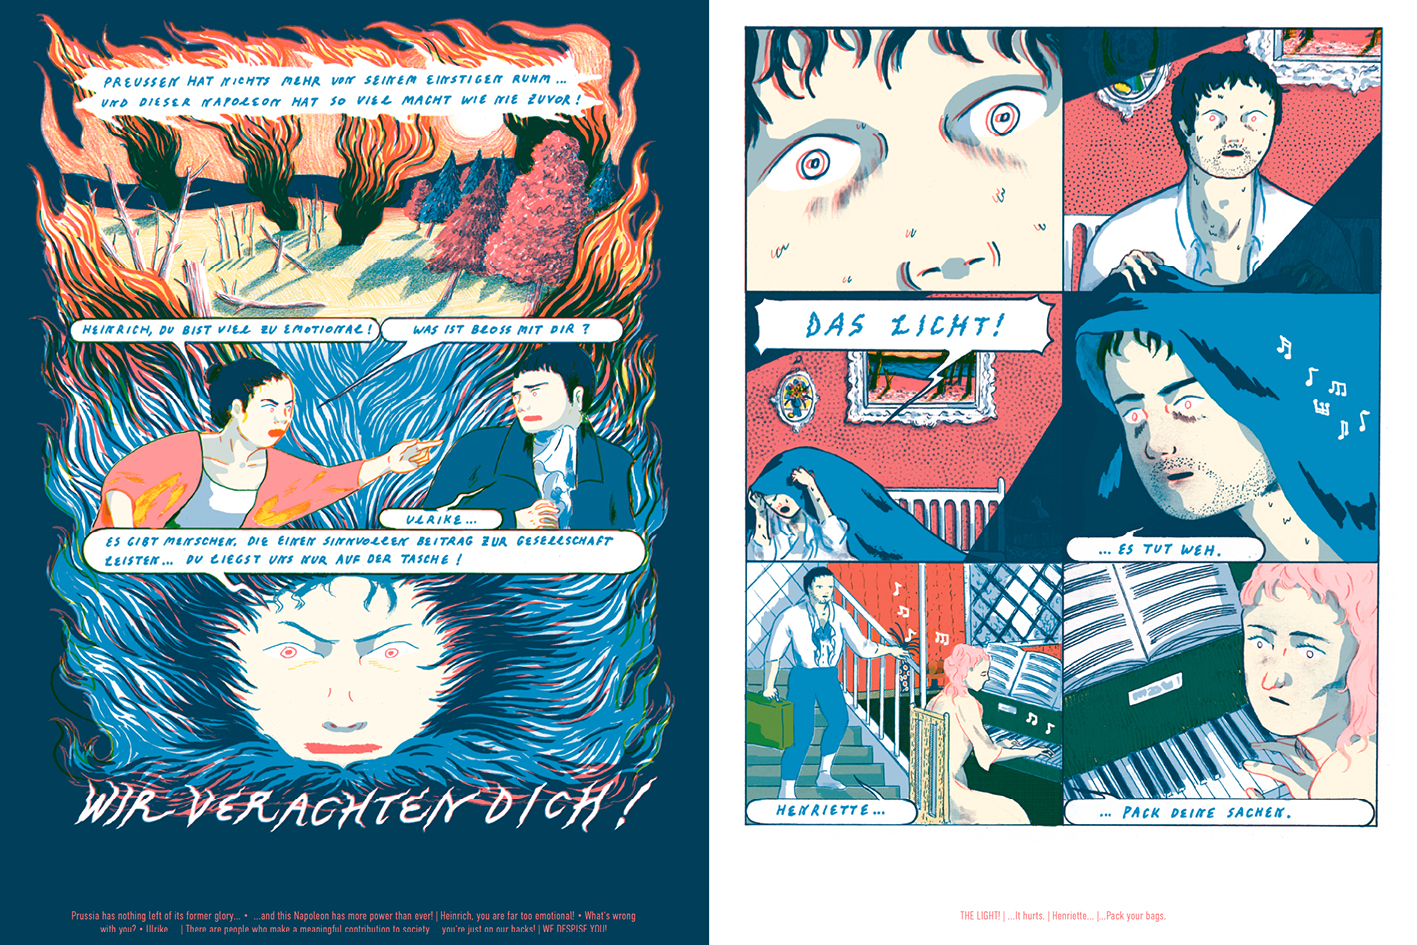 PREUSSEN HAT NICHTS MEHR VON SEINEM EINSTIGEN RUHM...
UND DIESER NAPOLEON HAT SO VIEL MACHT WIE NIE ZUVOR!
HEINRICH, DU BIST VIEL ZU EMOTIONAL!
WAS IST BLOSS MIT DIR ?
ULRIKE...
ES GIBT MENSCHEN, DIE EINEN SINNVOLLEN BEITRAG ZUR GESELLSCHAFT
LEISTEN... DU LIEGST UNS NUR AUF DER TASCHE !
WIR VERACHTEN DICH !
Prussia has nothing left of its former glory... • ...and this Napoleon has more power than ever! | Heinrich, you are far too emotional! • What's wrong
with you? • Ulrike... | There are people who make a meaningful contribution to society... you're just on our backs! | WE DESPISE YOU!
DAS LICHT!
... ES TUT WEH.
HENRIETTE...
... PACK DEINE SACHEN.
THE LIGHT! | ...It hurts. | Henriette... |...Pack your bags.